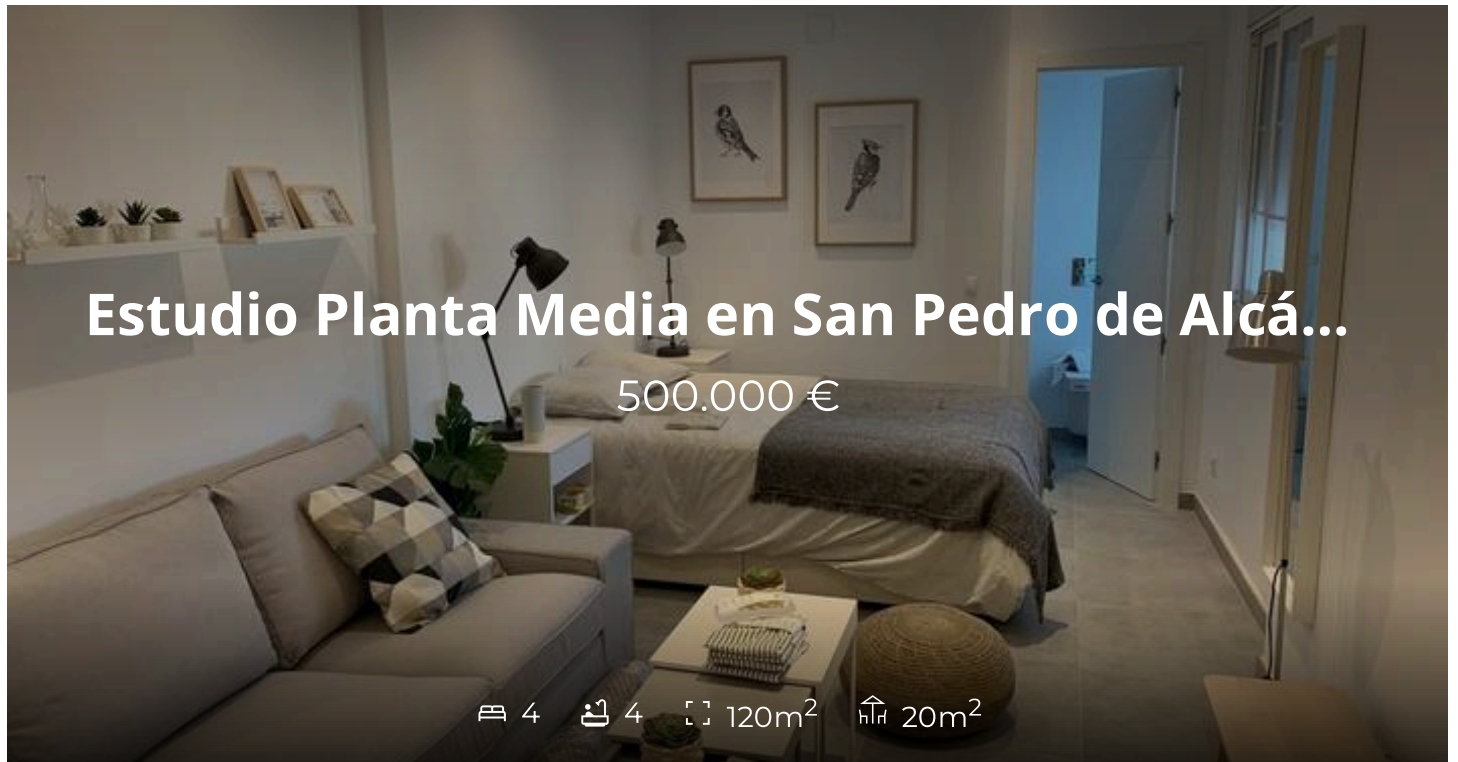 Estudio Planta Media en San Pedro de Alcá...
500.000 €
4 4 120m² 20m²